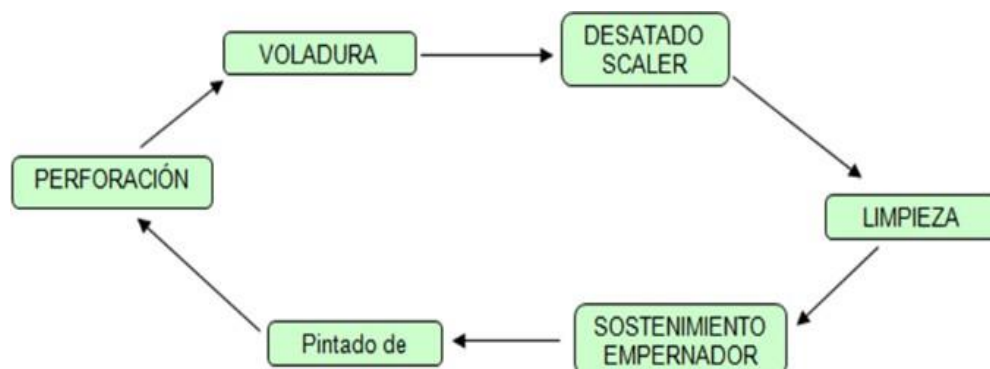 VOLADURA
DESATADO
SCALER
PERFORACIÓN
LIMPIEZA
SOSTENIMIENTO
EMPERNADOR
Pintado de